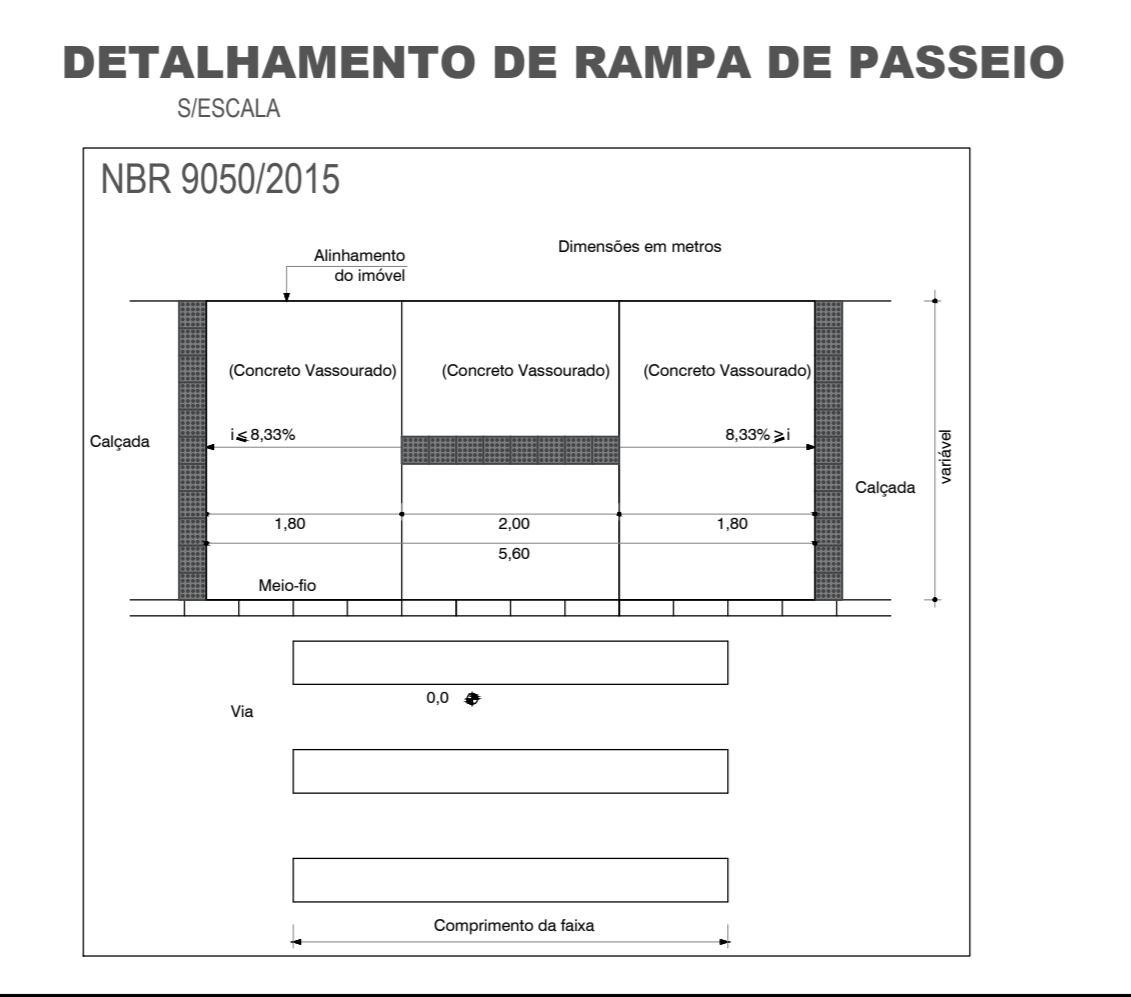 DETALHAMENTO DE RAMPA DE PASSEIO
S/ESCALA
NBR 9050/2015
Dimensões em metros
Alinhamento
do imóvel
(Concreto Vassourado) (Concreto Vassourado) (Concreto Vassourado)
i⩽8,33% 8,33%⩾i
Calçada
variável
Calçada
1,80 2,00 1,80
5,60
Meio-fio
0,0
Via
Comprimento da faixa